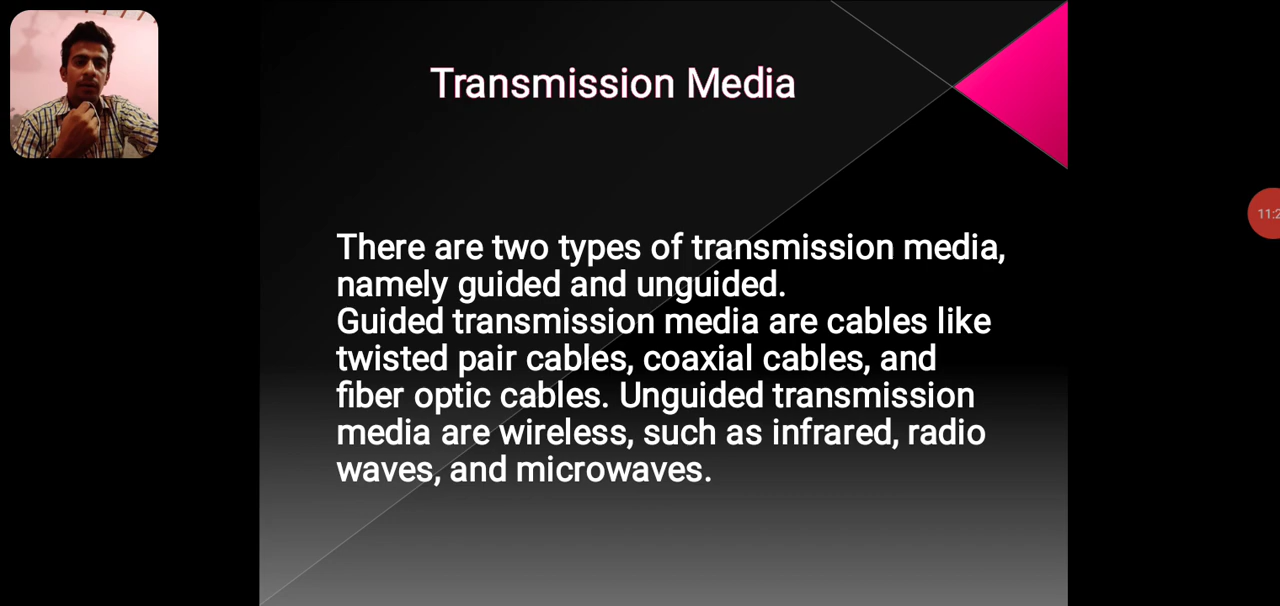 Transmission Media
There are two types of transmission media,
namely guided and unguided.
Guided transmission media are cables like
twisted pair cables, coaxial cables, and
fiber optic cables. Unguided transmission
media are wireless, such as infrared, radio
waves, and microwaves.